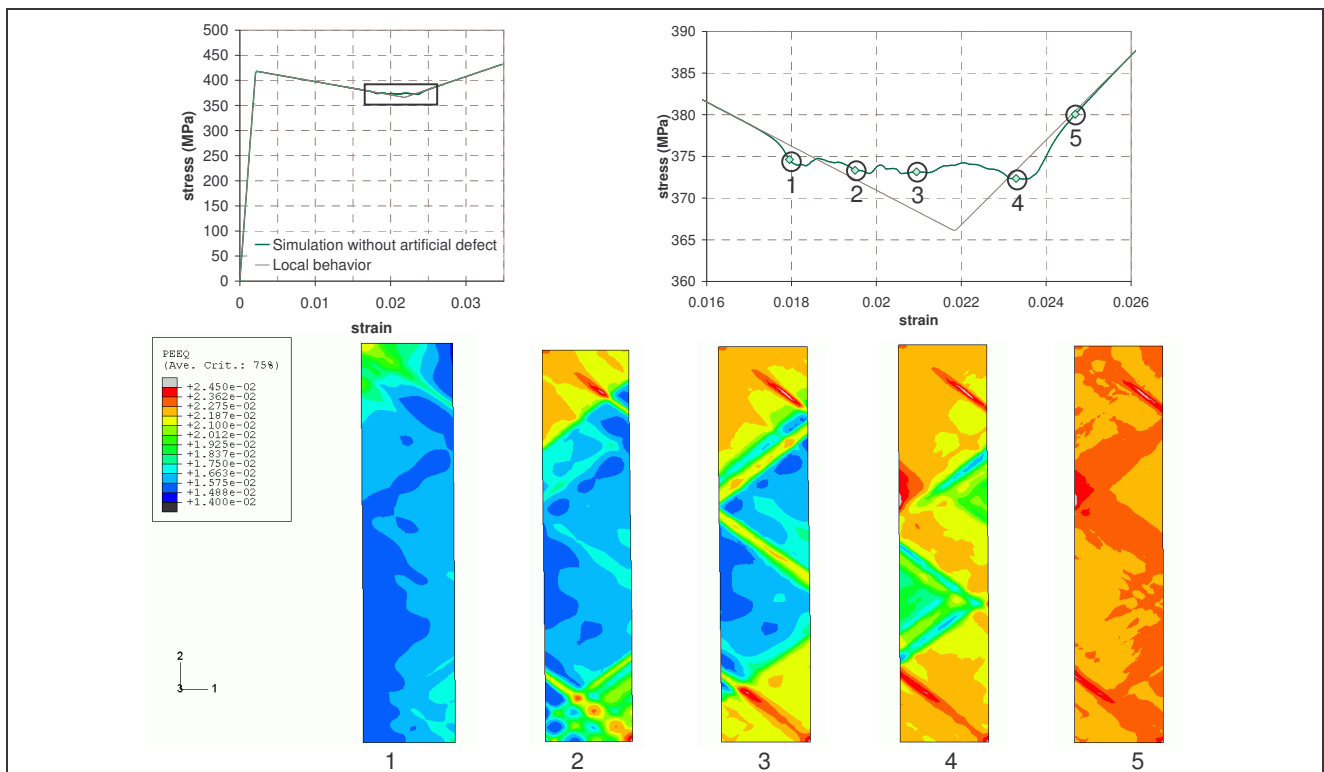 500
450
400
350
300
250
200
150
100
50
0
stress (MPa)
Simulation without artificial defect
Local behavior
0 0.01 0.02 0.03
strain
390
385
380
375
370
365
360
stress (MPa)
1 2 3 4 5
0.016 0.018 0.02 0.022 0.024 0.026
strain
PEEQ
(Ave. Crit.: 75%)
+2.450e-02
+2.362e-02
+2.275e-02
+2.187e-02
+2.100e-02
+2.012e-02
+1.925e-02
+1.837e-02
+1.750e-02
+1.663e-02
+1.575e-02
+1.488e-02
+1.400e-02
2
3 1
1 2 3 4 5